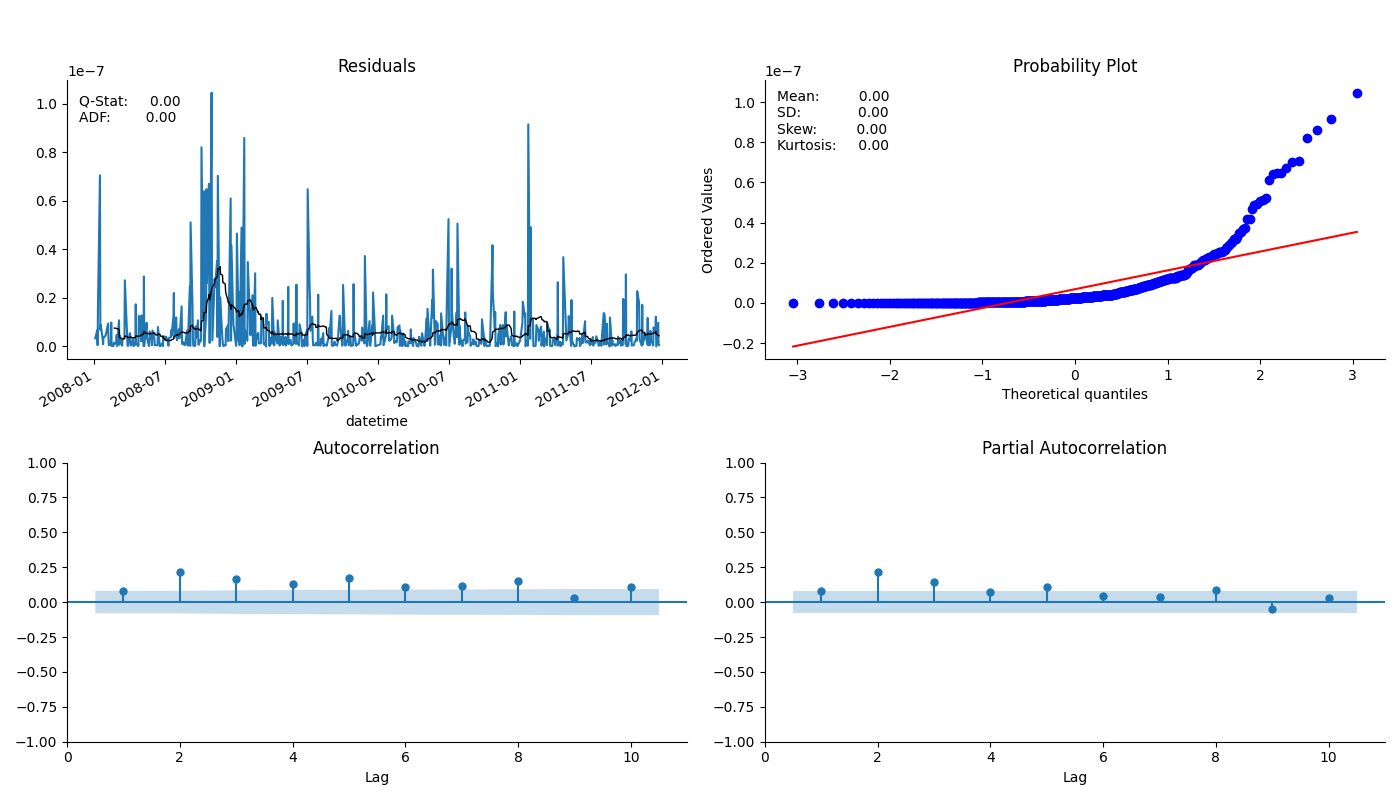 Residuals
1e−7
Q-Stat: 0.00
ADF: 0.00
1.0
0.8
0.6
0.4
0.2
0.0
2008-01 2008-07 2009-01 2009-07 2010-01 2010-07 2011-01 2011-07 2012-01
datetime
Probability Plot
1e−7
Mean: 0.00
SD: 0.00
Skew: 0.00
Kurtosis: 0.00
Ordered Values
1.0
0.8
0.6
0.4
0.2
0.0
−0.2
−3 −2 −1 0 1 2 3
Theoretical quantiles
Autocorrelation
1.00
0.75
0.50
0.25
0.00
−0.25
−0.50
−0.75
−1.00
0 2 4 6 8 10
Lag
Partial Autocorrelation
1.00
0.75
0.50
0.25
0.00
−0.25
−0.50
−0.75
−1.00
0 2 4 6 8 10
Lag